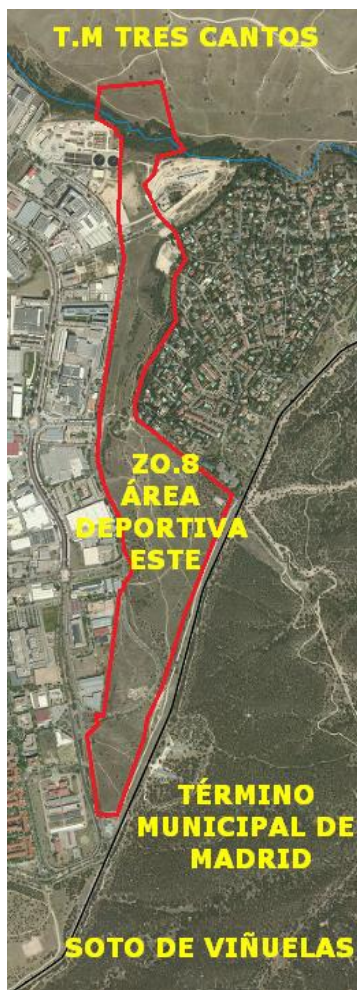 T.M TRES CANTOS
ZO.8
ÁREA
DEPORTIVA
ESTE
TÉRMINO
MUNICIPAL DE
MADRID
SOTO DE VIÑUELAS